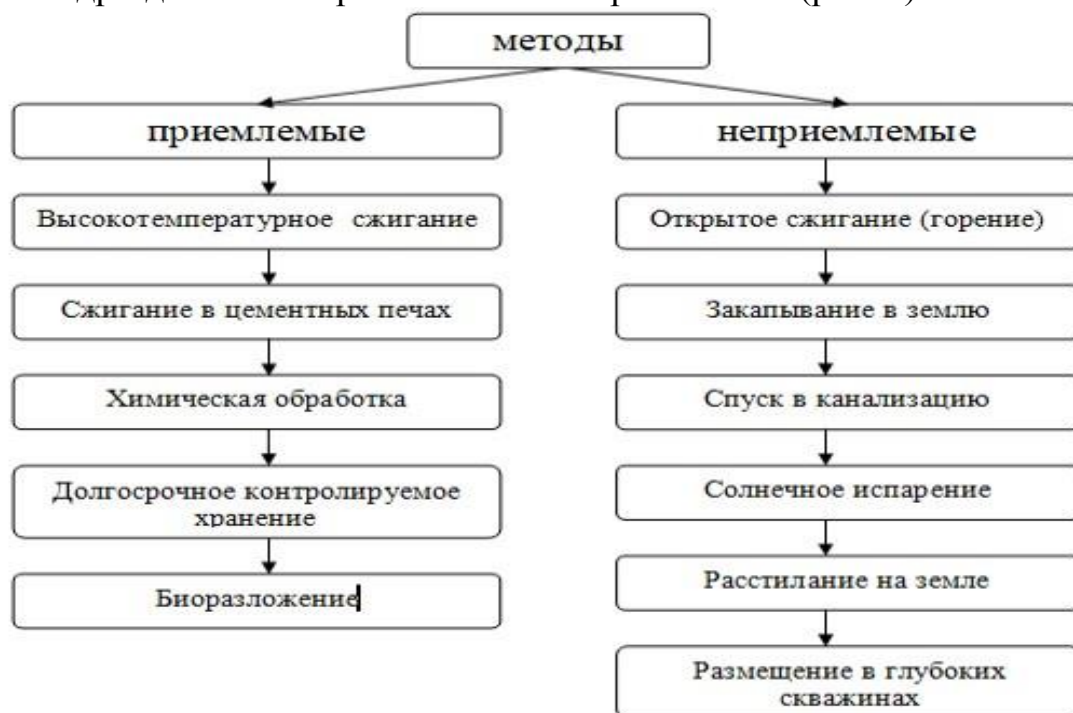 методы
приемлемые
неприемлемые
Высокотемпературное сжигание
Открытое сжигание (горение)
Сжигание в цементных печах
Закапывание в землю
Химическая обработка
Спуск в канализацию
Долгосрочное контролируемое
хранение
Солнечное испарение
Биоразложение
Расстилание на земле
Размещение в глубоких
скважинах